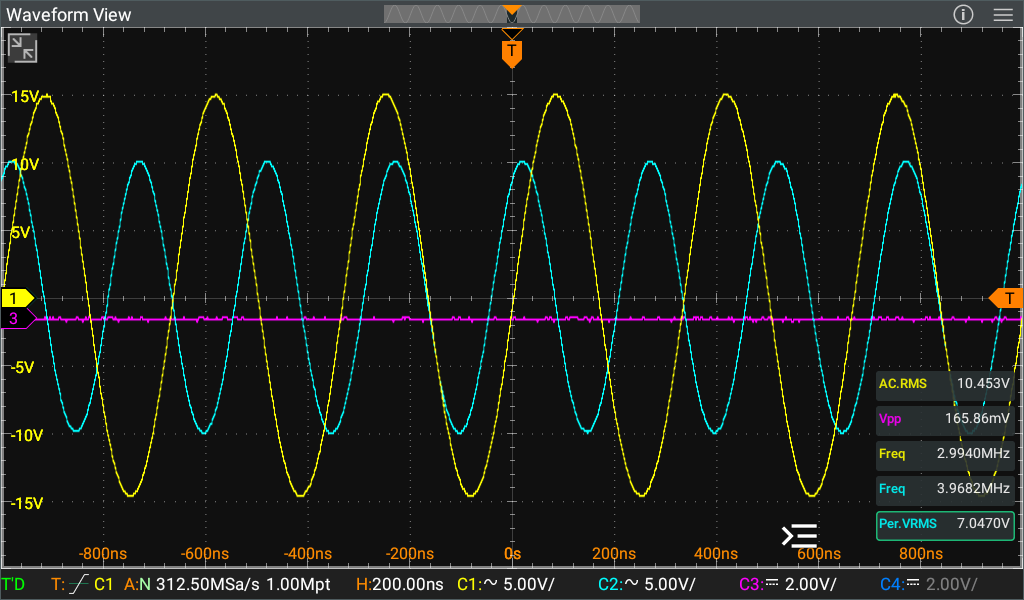 Waveform View
T
15V
10V
5V
1
T
3
-5V
AC.RMS 10.453V
Vpp 165.86mV
-10V
Freq 2.9940MHz
Freq 3.9682MHz
-15V
Per.VRMS 7.0470V
-800ns -600ns -400ns -200ns 0s 200ns 400ns 600ns 800ns
T'D T: C1 A:N 312.50MSa/s 1.00Mpt H:200.00ns C1: 5.00V/ C2: 5.00V/ C3: 2.00V/ C4: 2.00V/